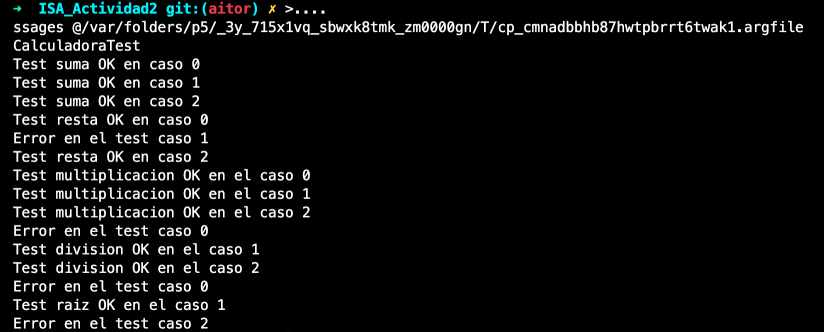 ➜  ISA_Actividad2 git:(aitor) ✗ >....
ssages @/var/folders/p5/_3y_715x1vq_sbwxk8tmk_zm0000gn/T/cp_cmnadbbhb87hwtpbrrt6twak1.argfile
CalculadoraTest
Test suma OK en caso 0
Test suma OK en caso 1
Test suma OK en caso 2
Test resta OK en caso 0
Error en el test caso 1
Test resta OK en caso 2
Test multiplicacion OK en el caso 0
Test multiplicacion OK en el caso 1
Test multiplicacion OK en el caso 2
Error en el test caso 0
Test division OK en el caso 1
Test division OK en el caso 2
Error en el test caso 0
Test raiz OK en el caso 1
Error en el test caso 2